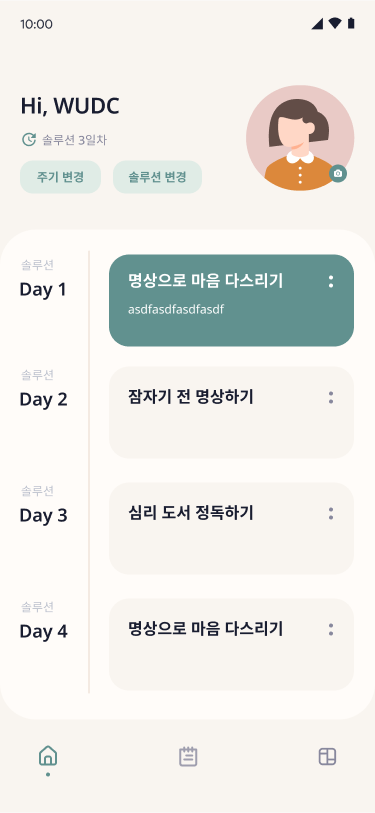 10:00
Hi, WUDC
솔루션 3일차
주기 변경
솔루션 변경
솔루션
Day 1
명상으로 마음 다스리기
asdfasdfasdfasdf
솔루션
Day 2
잠자기 전 명상하기
솔루션
Day 3
심리 도서 정독하기
솔루션
Day 4
명상으로 마음 다스리기